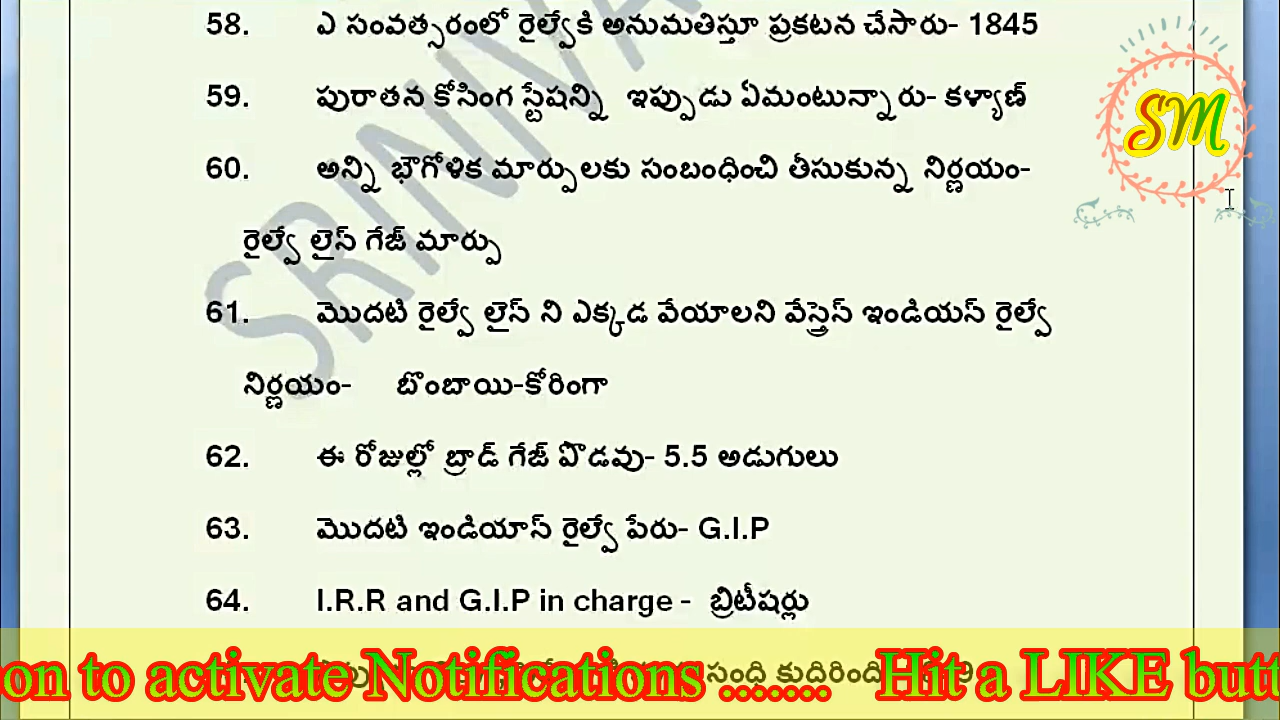 58. ఎ సంవత్సరంలో రైల్వేకి అనుమతిస్తూ ప్రకటన చేసారు- 1845
SM
59. పురాతన కోసింగ స్టేషన్ని ఇప్పుడు ఏమంటున్నారు- కళ్యాణ్
60. అన్ని భౌగోళిక మార్పులకు సంబంధించి తీసుకున్న నిర్ణయం-
రైల్వే లైస్ గేజ్ మార్పు
61. మొదటి రైల్వే లైస్ ని ఎక్కడ వేయాలని వేస్త్రెస్ ఇండియస్ రైల్వే
నిర్ణయం- బొంబాయి-కోరింగా
62. ఈ రోజుల్లో బ్రాడ్ గేజ్ పొడవు- 5.5 అడుగులు
63. మొదటి ఇండియాస్ రైల్వే పేరు- G.I.P
64. I.R.R and G.I.P in charge - బ్రిటీషర్లు
సంధి కుదిరింది
on to activate Notifications ....... Hit a LIKE butt